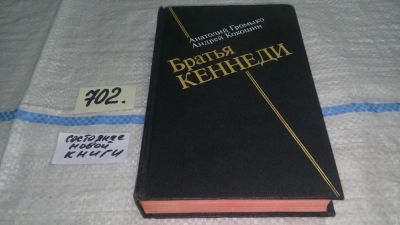 Анатолий Громыко
Андрей Кокошин
Братья
КЕННЕДИ
702.
состояние
новой
книги